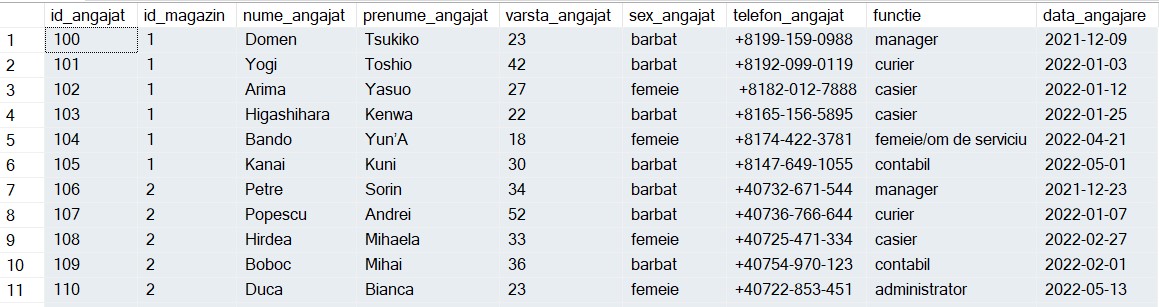 id_angajat id_magazin nume_angajat prenume_angajat varsta_angajat sex_angajat telefon_angajat functie data_angajare
1 100 1 Domen Tsukiko 23 barbat +8199-159-0988 manager 2021-12-09
2 101 1 Yogi Toshio 42 barbat +8192-099-0119 curier 2022-01-03
3 102 1 Arima Yasuo 27 femeie +8182-012-7888 casier 2022-01-12
4 103 1 Higashihara Kenwa 22 barbat +8165-156-5895 casier 2022-01-25
5 104 1 Bando Yun’A 18 femeie +8174-422-3781 femeie/om de serviciu 2022-04-21
6 105 1 Kanai Kuni 30 barbat +8147-649-1055 contabil 2022-05-01
7 106 2 Petre Sorin 34 barbat +40732-671-544 manager 2021-12-23
8 107 2 Popescu Andrei 52 barbat +40736-766-644 curier 2022-01-07
9 108 2 Hirdea Mihaela 33 femeie +40725-471-334 casier 2022-02-27
10 109 2 Boboc Mihai 36 barbat +40754-970-123 contabil 2022-02-01
11 110 2 Duca Bianca 23 femeie +40722-853-451 administrator 2022-05-13